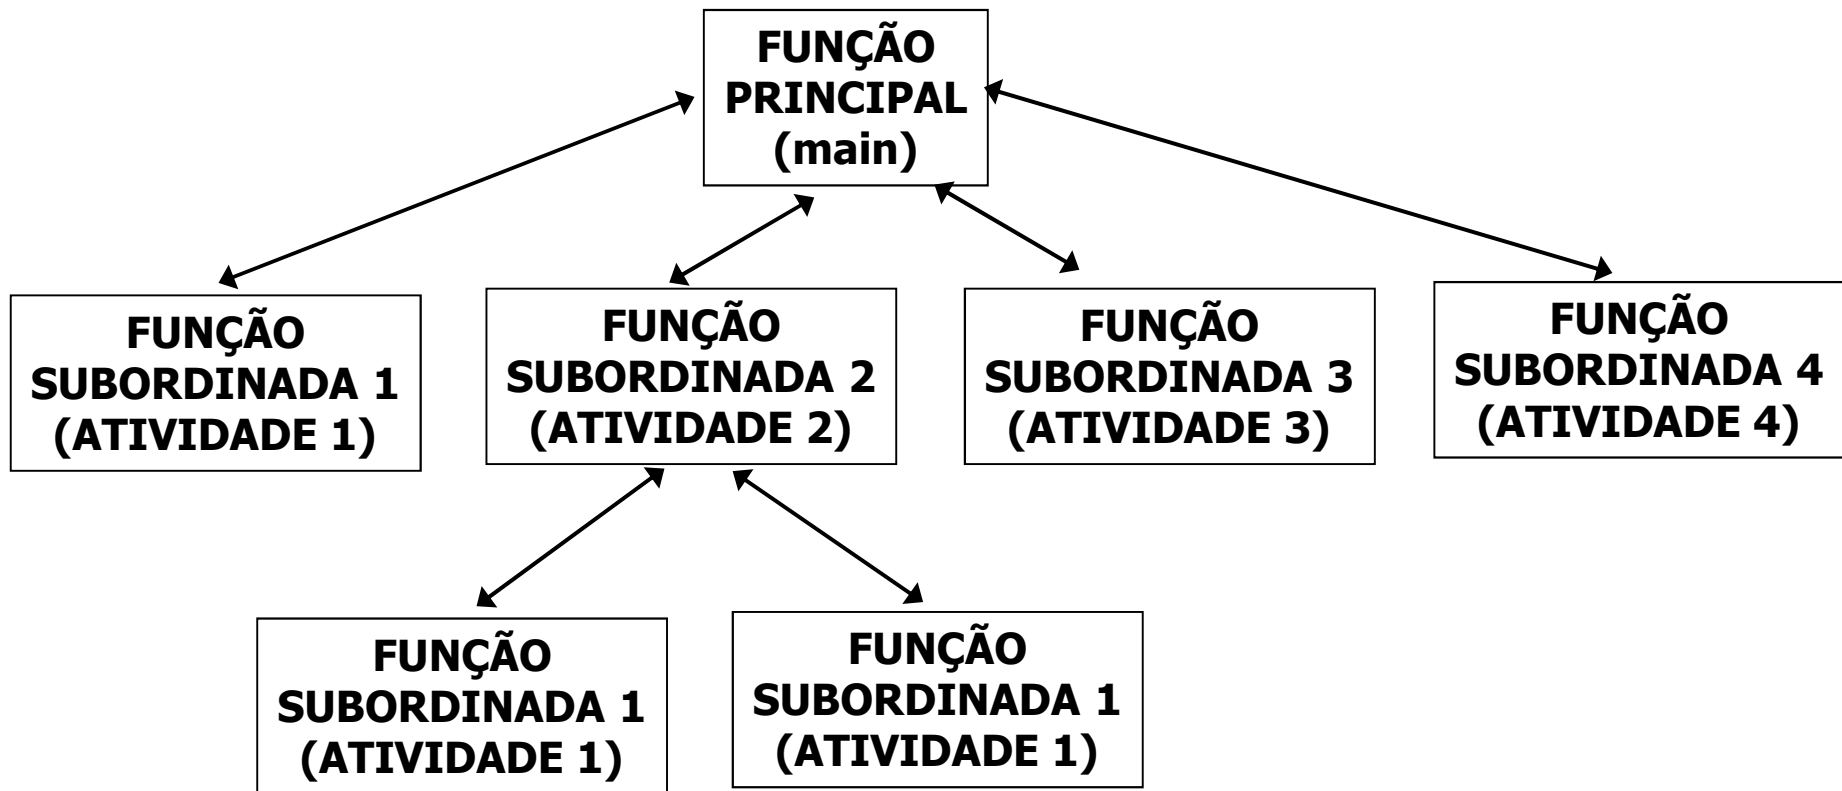 FUNÇÃO
PRINCIPAL
(main)
FUNÇÃO
SUBORDINADA 1
(ATIVIDADE 1)
FUNÇÃO
SUBORDINADA 2
(ATIVIDADE 2)
FUNÇÃO
SUBORDINADA 3
(ATIVIDADE 3)
FUNÇÃO
SUBORDINADA 4
(ATIVIDADE 4)
FUNÇÃO
SUBORDINADA 1
(ATIVIDADE 1)
FUNÇÃO
SUBORDINADA 1
(ATIVIDADE 1)